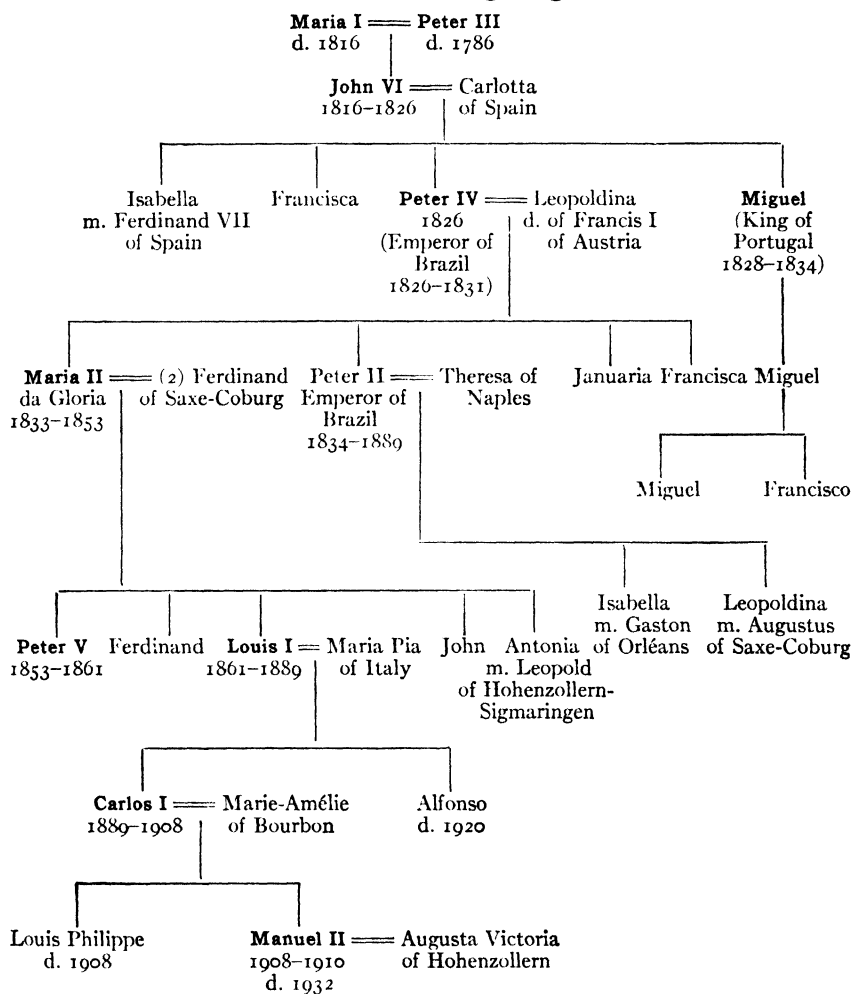 Maria I Peter III
d. 1816 d. 1786
John VI Carlotta
1816–1826 of Spain
Isabella Francisca Peter IV Leopoldina Miguel
m. Ferdinand VII 1826 d. of Francis I (King of
of Spain (Emperor of of Austria Portugal
Brazil 1828–1834)
1826–1831)
Maria II (2) Ferdinand Peter II Theresa of Januaria Francisca Miguel
da Gloria of Saxe-Coburg Emperor of Naples
1833–1853 Brazil
1834–1889
Miguel Francisco
Isabella Leopoldina
m. Gaston m. Augustus
of Orléans of Saxe-Coburg
Peter V Ferdinand Louis I Maria Pia John Antonia
1853–1861 1861–1889 of Italy m. Leopold
of Hohenzollern-
Sigmaringen
Carlos I Marie-Amélie Alfonso
1889–1908 of Bourbon d. 1920
Louis Philippe Manuel II Augusta Victoria
d. 1908 1908–1910 of Hohenzollern
d. 1932